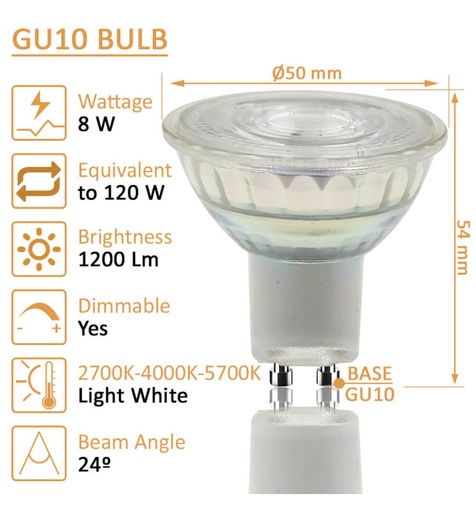 GU10 BULB
Ø50 mm
Wattage
8 W
Equivalent
to 120 W
Brightness
1200 Lm
54 mm
Dimmable
- +
Yes
2700K-4000K-5700K
Light White
BASE
GU10
Beam Angle
24º